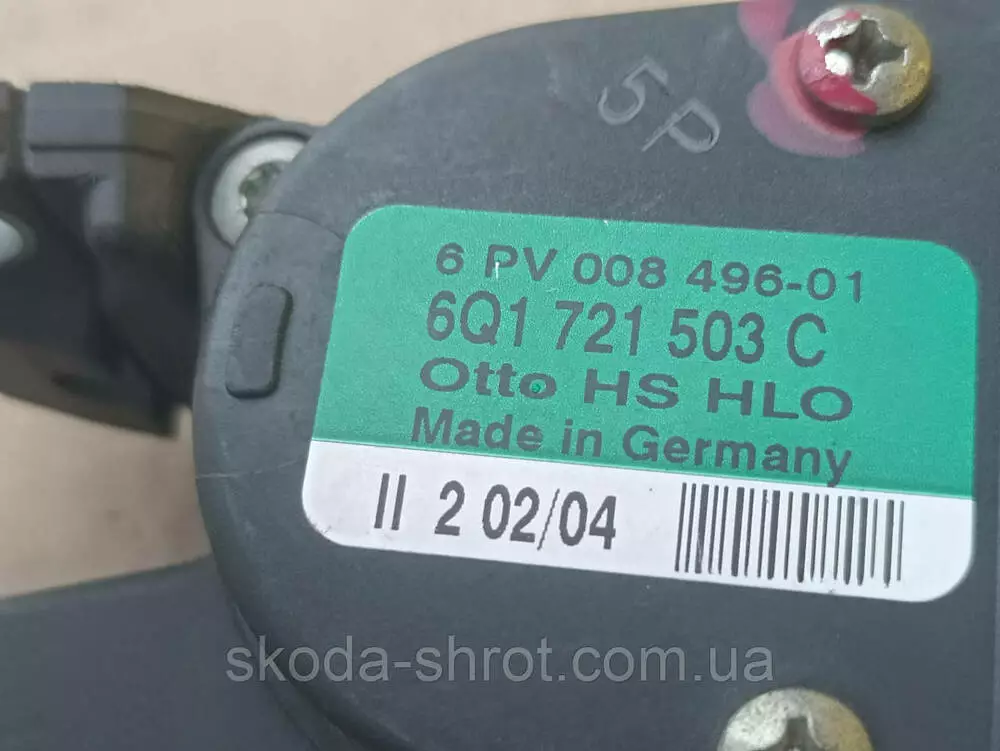 5P
6 PV 008 496-01
6Q1 721 503 C
Otto HS HLO
Made in Germany
II 2 02/04
skoda-shrot.com.ua